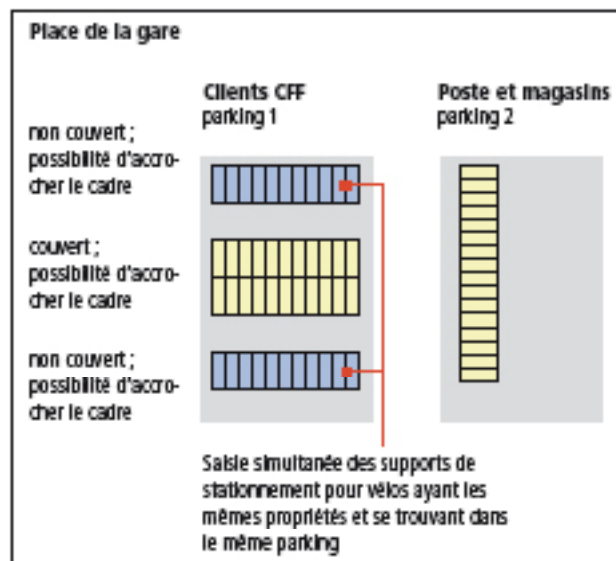 Place de la gare
Clients CFF
parking 1
Poste et magasins
parking 2
non couvert ;
possibilité d'accro-
cher le cadre
couvert ;
possibilité d'accro-
cher le cadre
non couvert ;
possibilité d'accro-
cher le cadre
Saisie simultanée des supports de
stationnement pour vélos ayant les
mêmes propriétés et se trouvant dans
le même parking